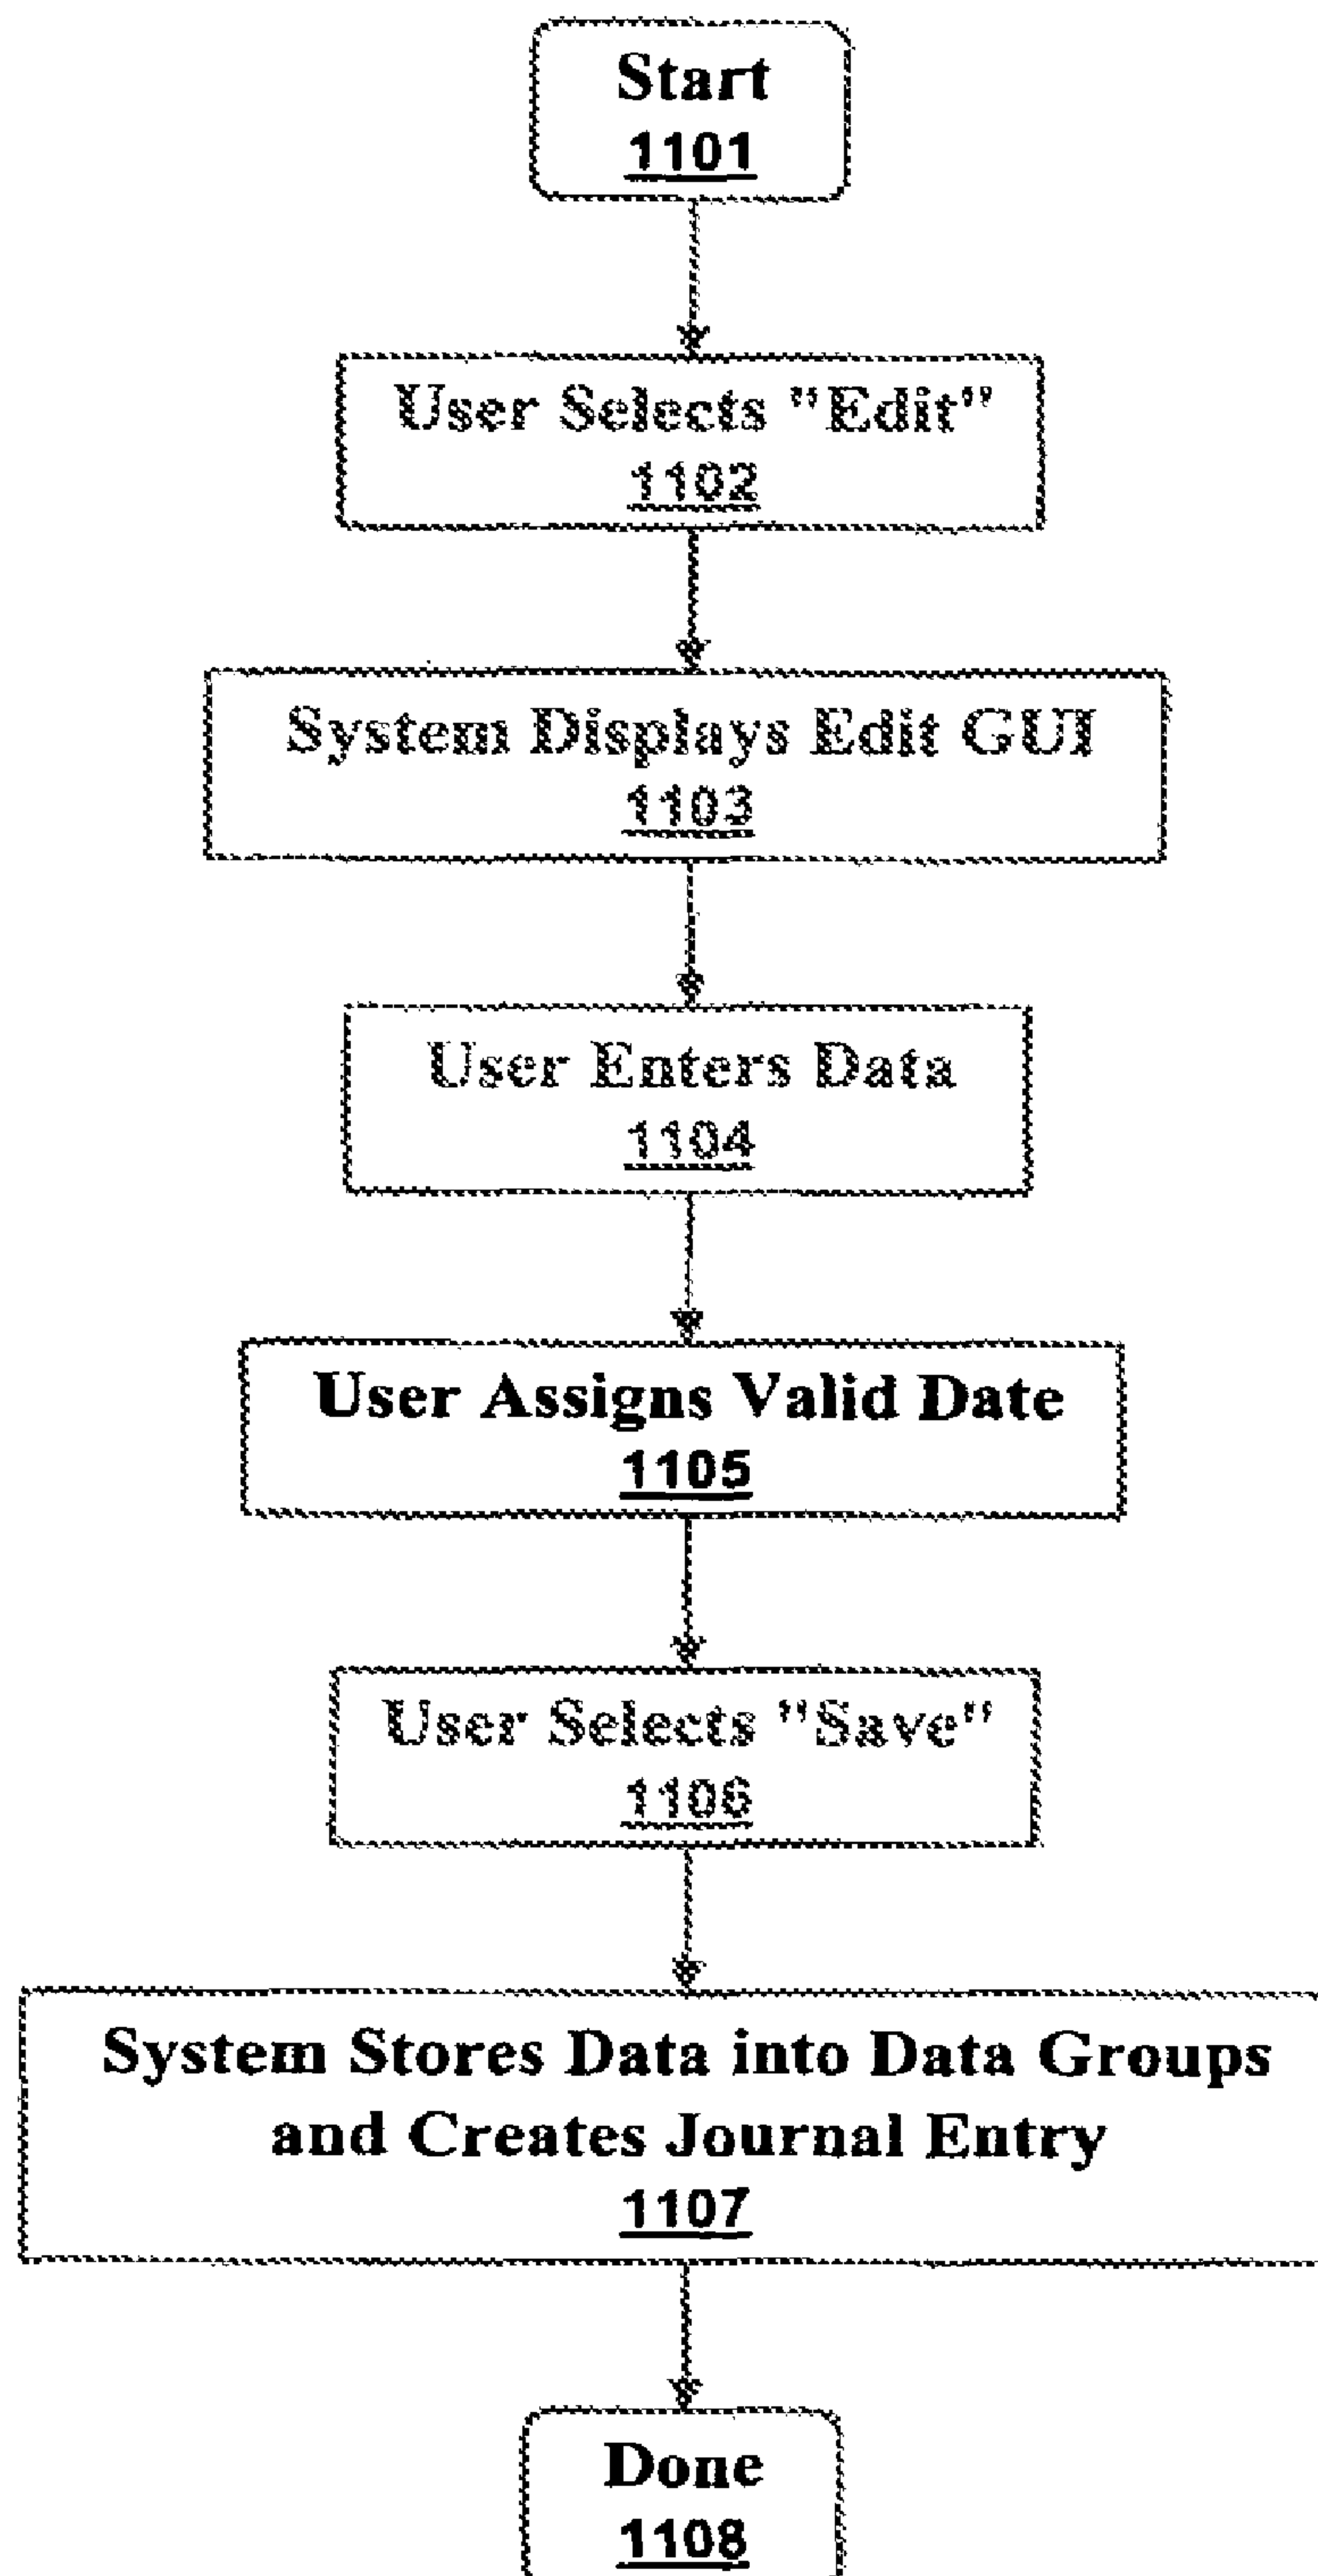 Start
1101
User Selects "Edit"
1102
System Displays Edit GUI
1103
User Enters Data
1104
User Assigns Valid Date
1105
User Selects "Save"
1106
System Stores Data into Data Groups
and Creates Journal Entry
1107
Done
1108